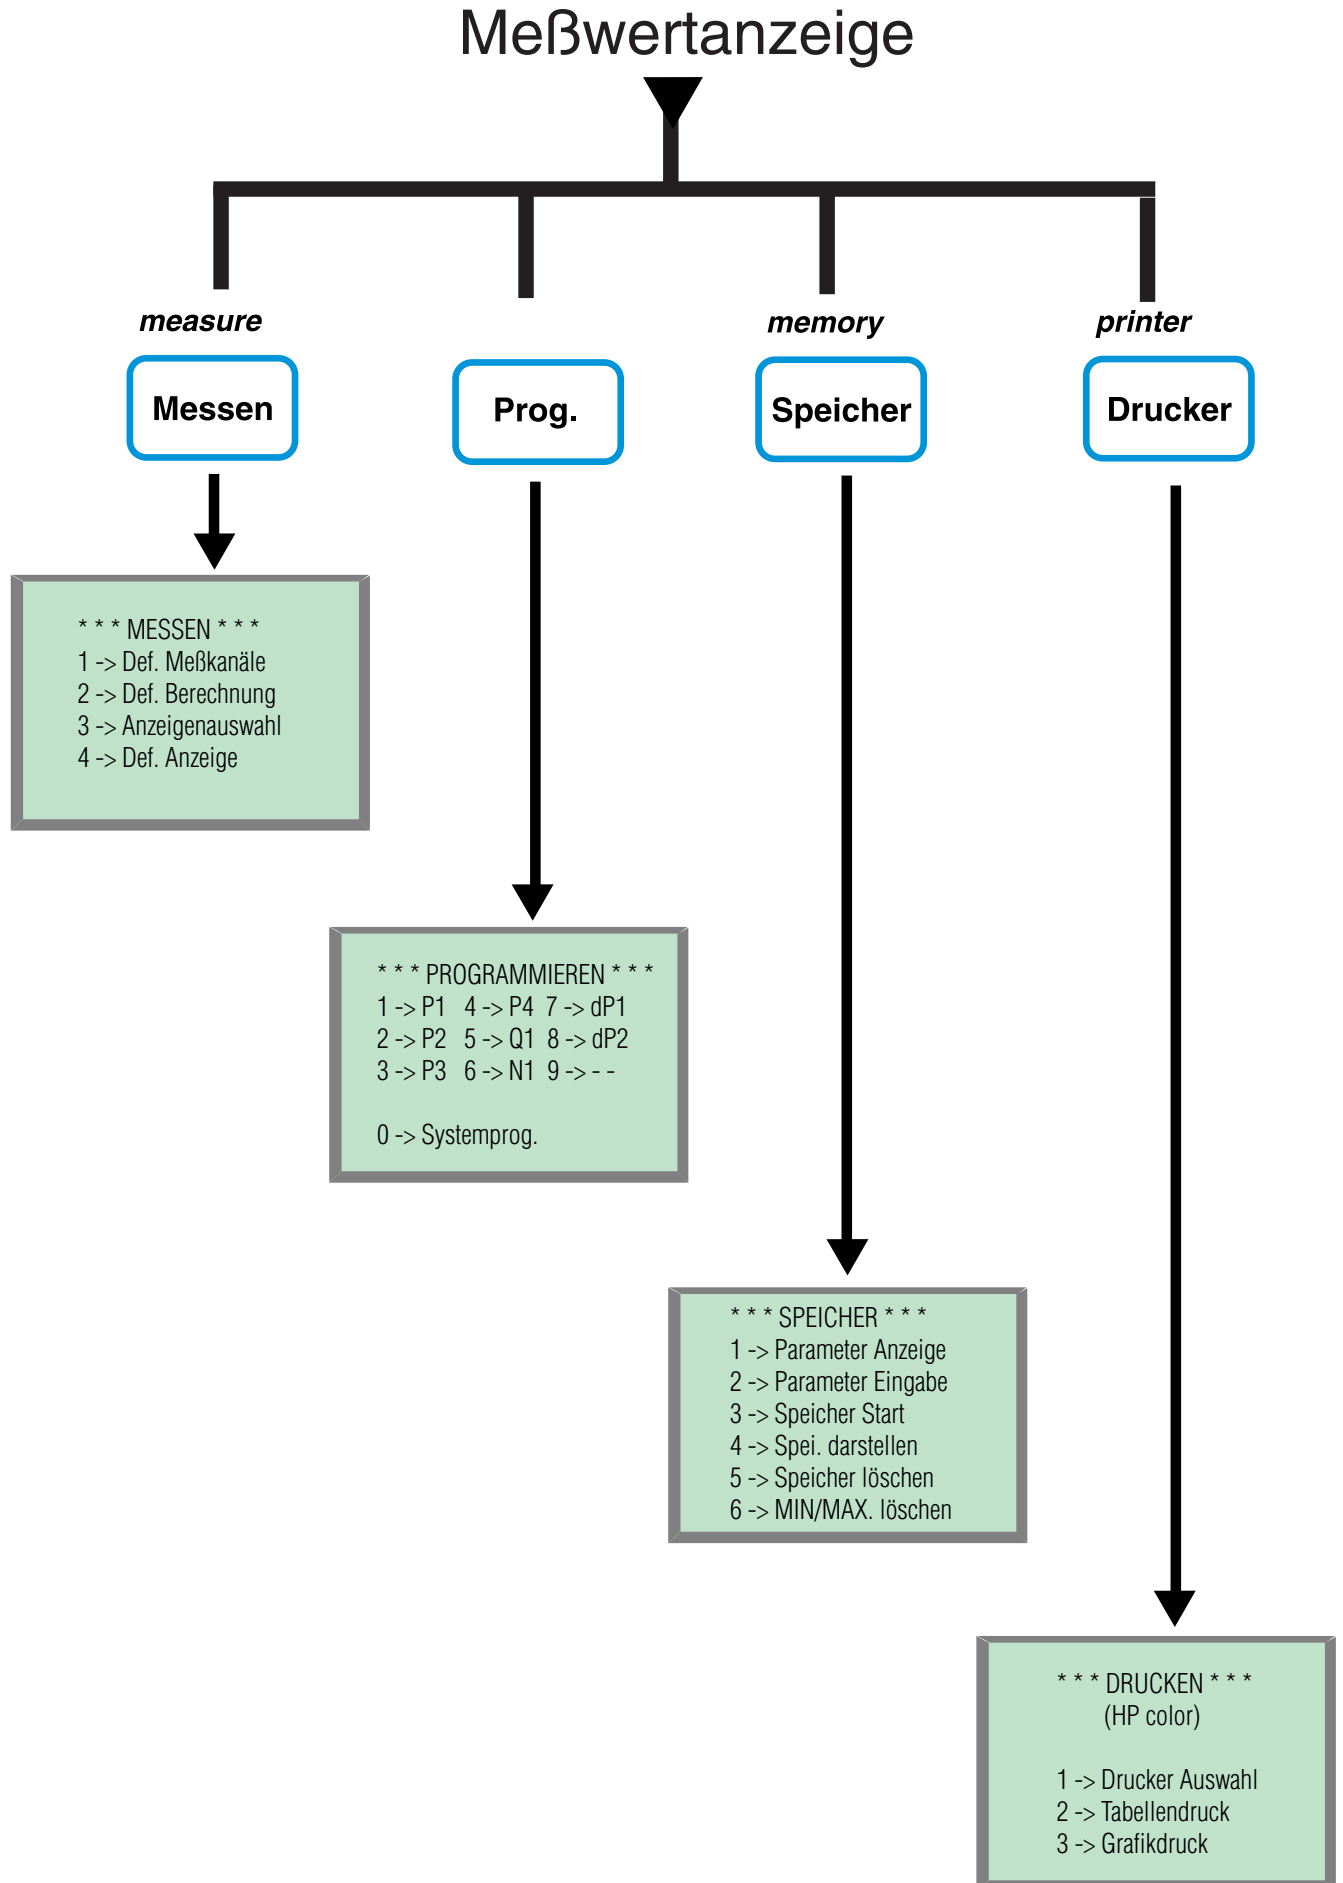 Meßwertanzeige
measure
memory
printer
Messen
Prog.
Speicher
Drucker
* * * MESSEN * * *
1 -> Def. Meßkanäle
2 -> Def. Berechnung
3 -> Anzeigenauswahl
4 -> Def. Anzeige
* * * PROGRAMMIEREN * * *
1 -> P1 4 -> P4 7 -> dP1
2 -> P2 5 -> Q1 8 -> dP2
3 -> P3 6 -> N1 9 -> - -
0 -> Systemprog.
* * * SPEICHER * * *
1 -> Parameter Anzeige
2 -> Parameter Eingabe
3 -> Speicher Start
4 -> Spei. darstellen
5 -> Speicher löschen
6 -> MIN/MAX. löschen
* * * DRUCKEN * * *
(HP color)
1 -> Drucker Auswahl
2 -> Tabellendruck
3 -> Grafikdruck